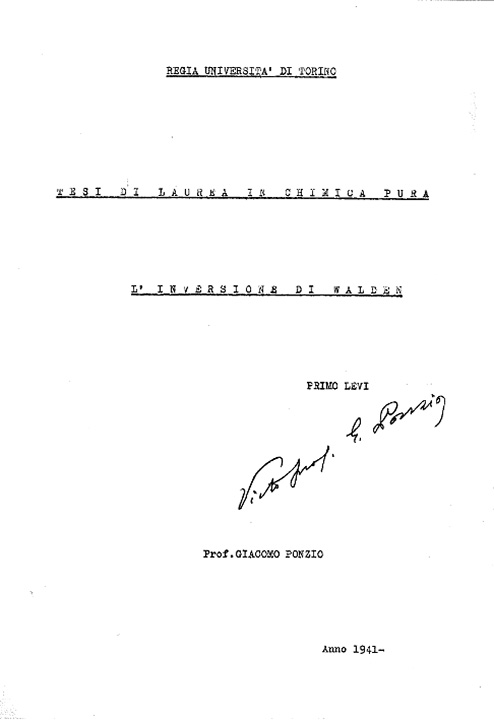 REGIA UNIVERSITA' DI TORINO
TESI DI LAUREA IN CHIMICA PURA
L' INVERSIONE DI WALDEN
PRIMO LEVI
Visto prof. G. Ponzio
Prof.GIACOMO PONZIO
Anno 1941-